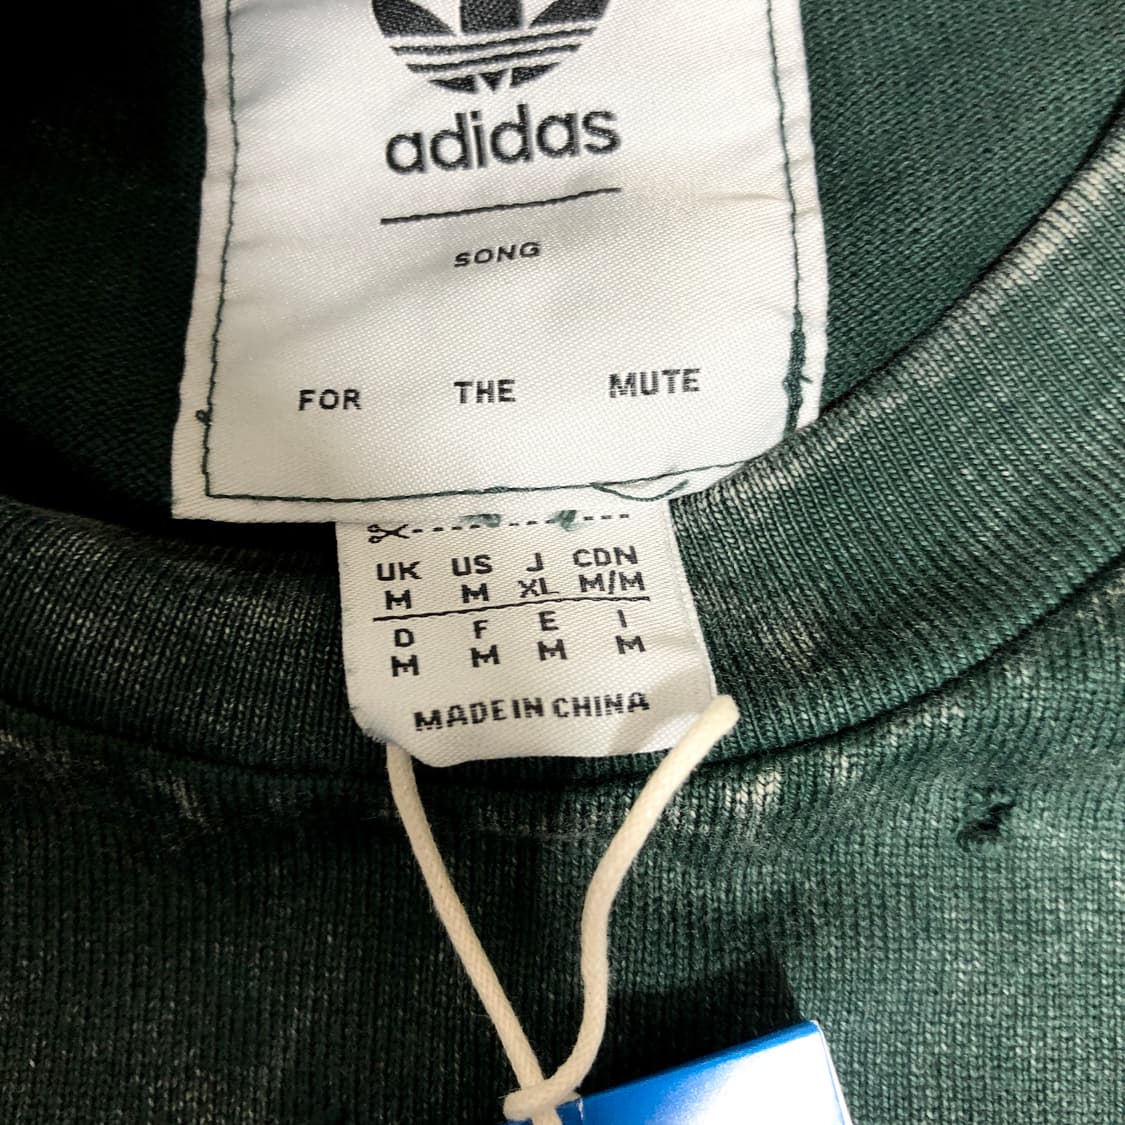 adidas
SONG
FOR THE MUTE
UK US J CDN
M M XL M/M
D F E I
M M M M
MADE IN CHINA